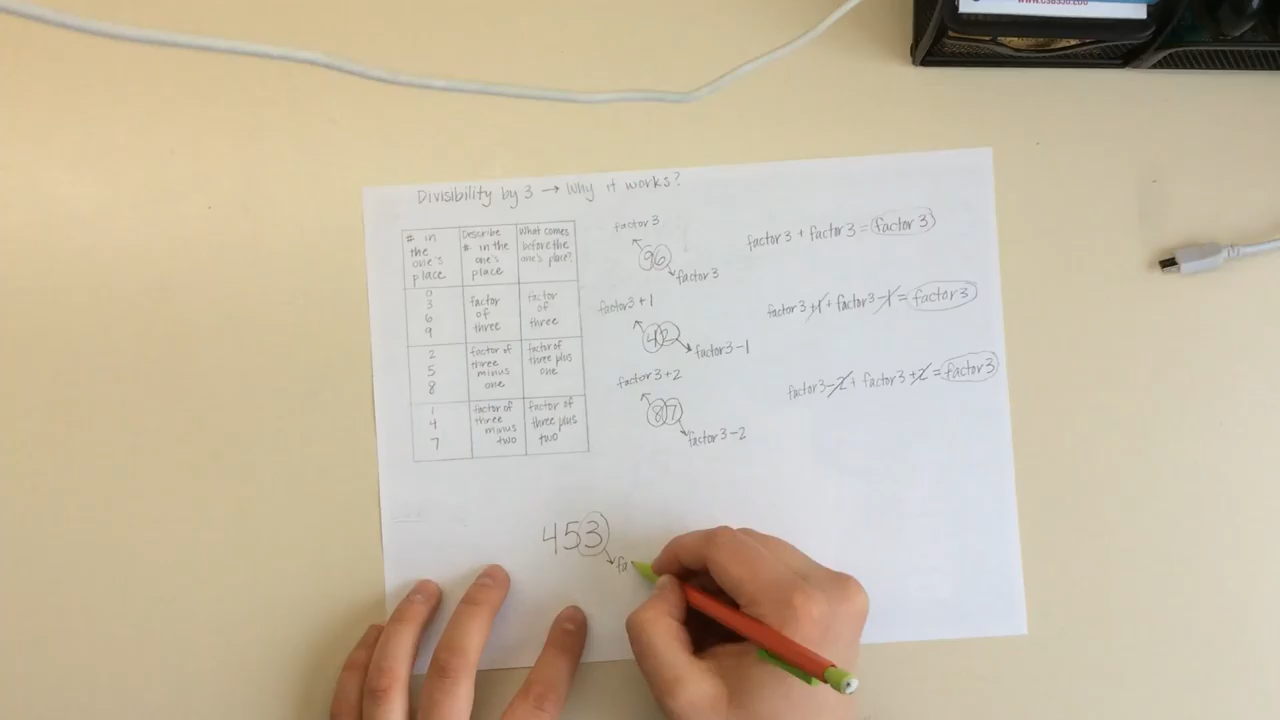 WWW.CSBSJU.EDU
Divisibility by 3 → Why it works?
# in the one's place
Describe # in the one's place
What comes before the one's place?
0 3 6 9
factor of three
factor of three
2 5 8
factor of three minus one
factor of three plus one
1 4 7
factor of three minus two
factor of three plus two
factor 3
96
factor 3
factor 3 + 1
42
factor 3 - 1
factor 3 + 2
87
factor 3 - 2
factor 3 + factor 3 = factor 3
factor 3 + 1 + factor 3 - 1 = factor 3
factor 3 - 2 + factor 3 + 2 = factor 3
453
fa